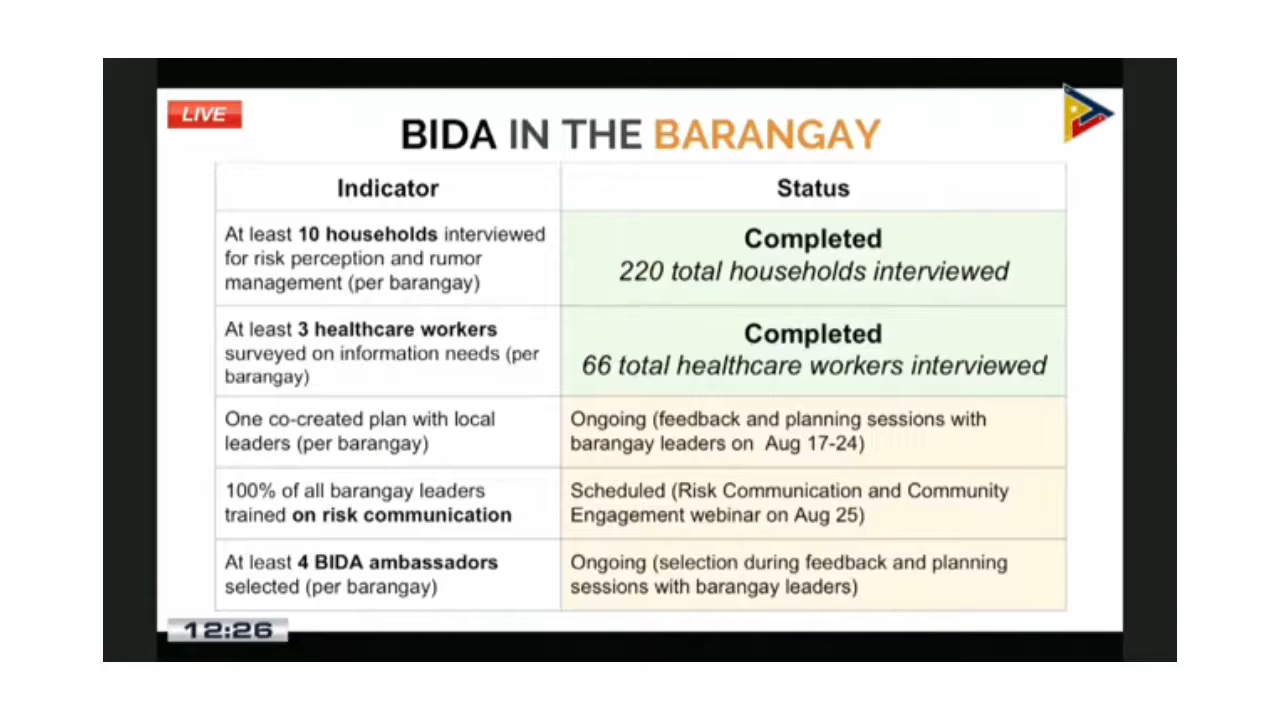 LIVE
BIDA IN THE BARANGAY
Indicator
Status
At least 10 households interviewed
for risk perception and rumor
management (per barangay)
Completed
220 total households interviewed
At least 3 healthcare workers
surveyed on information needs (per
barangay)
Completed
66 total healthcare workers interviewed
One co-created plan with local
leaders (per barangay)
Ongoing (feedback and planning sessions with
barangay leaders on Aug 17-24)
100% of all barangay leaders
trained on risk communication
Scheduled (Risk Communication and Community
Engagement webinar on Aug 25)
At least 4 BIDA ambassadors
selected (per barangay)
Ongoing (selection during feedback and planning
sessions with barangay leaders)
12:26